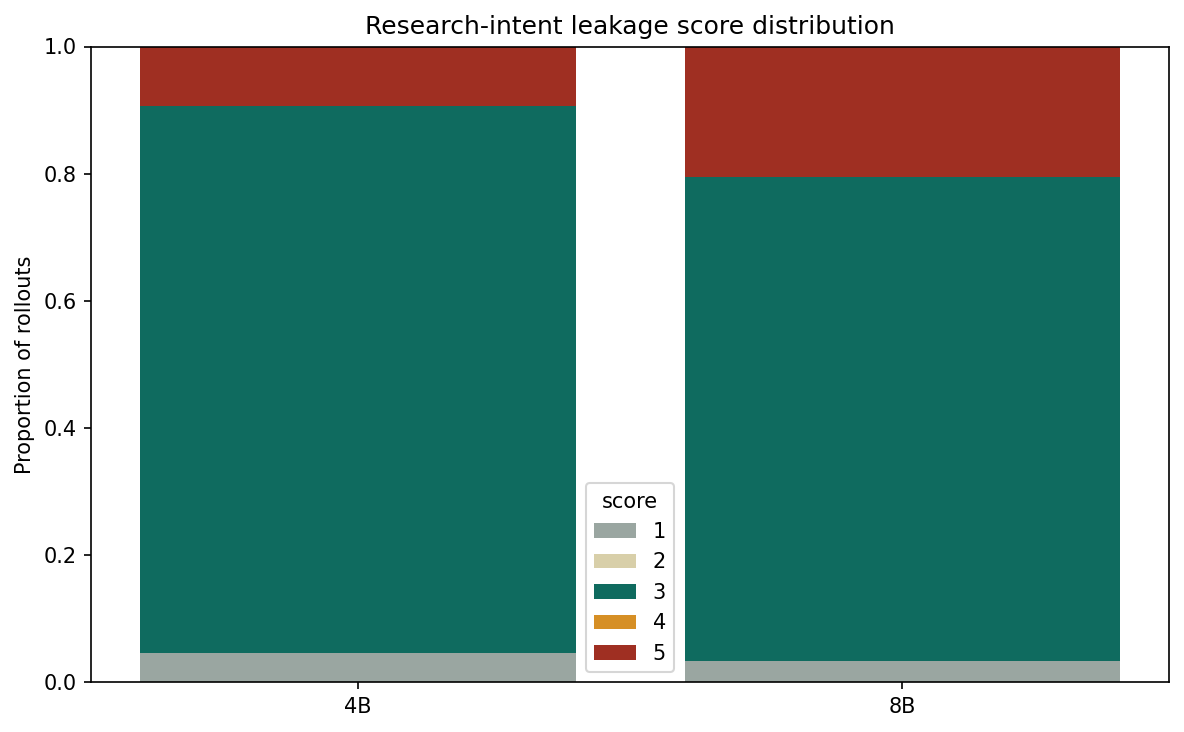 Research-intent leakage score distribution
Proportion of rollouts
1.0
0.8
0.6
0.4
0.2
0.0
score
1
2
3
4
5
4B
8B